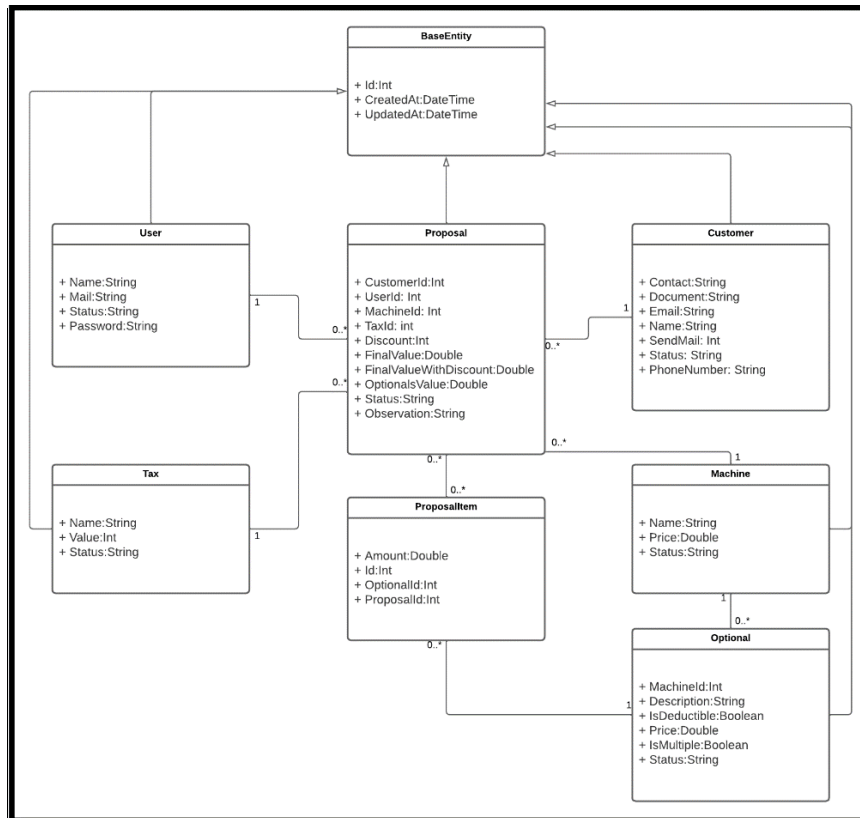 BaseEntity
+ Id:Int
+ CreatedAt:DateTime
+ UpdatedAt:DateTime
User
+ Name:String
+ Mail:String
+ Status:String
+ Password:String
1
0..*
Proposal
+ CustomerId:Int
+ UserId: Int
+ MachineId: Int
+ TaxId: int
+ Discount:Int
+ FinalValue:Double
+ FinalValueWithDiscount:Double
+ OptionalsValue:Double
+ Status:String
+ Observation:String
Customer
+ Contact:String
+ Document:String
+ Email:String
+ Name:String
+ SendMail: Int
+ Status: String
+ PhoneNumber: String
1
0..*
0..*
0..*
1
0..*
0..*
Tax
+ Name:String
+ Value:Int
+ Status:String
1
ProposalItem
+ Amount:Double
+ Id:Int
+ OptionalId:Int
+ ProposalId:Int
0..*
Machine
+ Name:String
+ Price:Double
+ Status:String
1
0..*
Optional
+ MachineId:Int
+ Description:String
+ IsDeductible:Boolean
+ Price:Double
+ IsMultiple:Boolean
+ Status:String
1